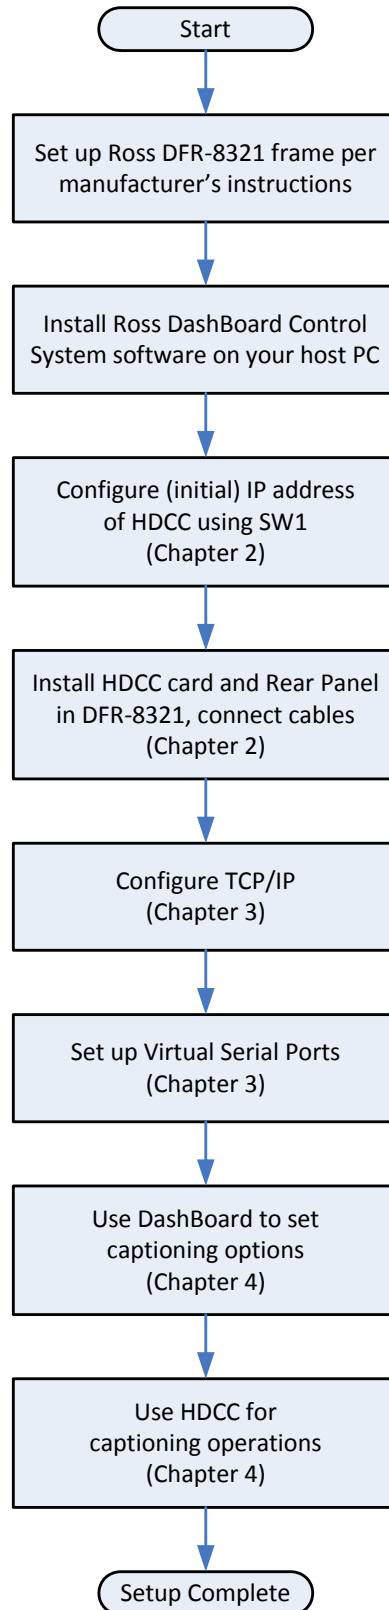 Start
Set up Ross DFR-8321 frame per
manufacturer’s instructions
Install Ross DashBoard Control
System software on your host PC
Configure (initial) IP address
of HDCC using SW1
(Chapter 2)
Install HDCC card and Rear Panel
in DFR-8321, connect cables
(Chapter 2)
Configure TCP/IP
(Chapter 3)
Set up Virtual Serial Ports
(Chapter 3)
Use DashBoard to set
captioning options
(Chapter 4)
Use HDCC for
captioning operations
(Chapter 4)
Setup Complete